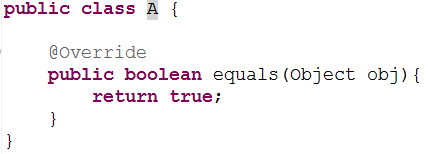 public class A {
@Override
public boolean equals(Object obj){
return true;
}
}